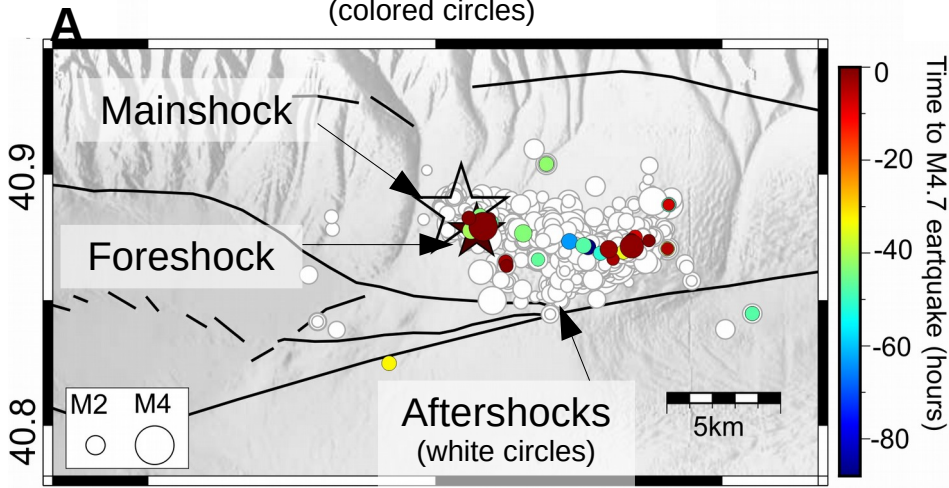 (colored circles)
A
Mainshock
Foreshock
Aftershocks
(white circles)
M2 M4
5km
40.9
40.8
0
-20
-40
-60
-80
Time to M4.7 eartquake (hours)